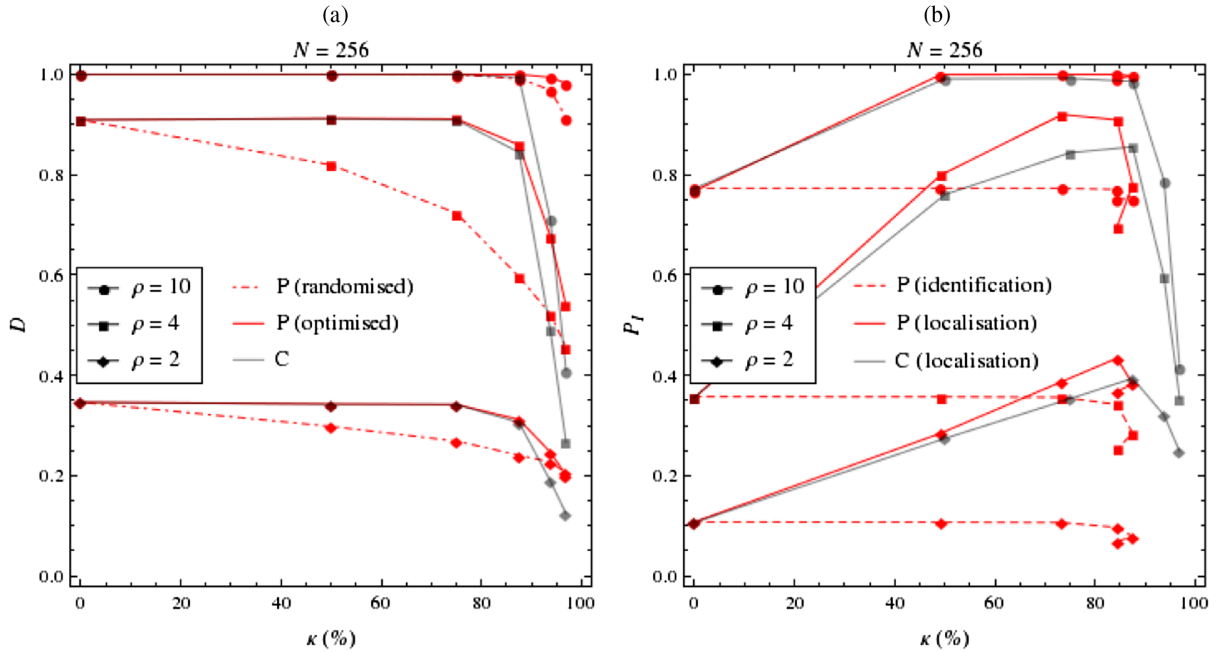 (a)
N = 256
D
1.0
0.8
0.6
0.4
0.2
0.0
ρ = 10
ρ = 4
ρ = 2
P (randomised)
P (optimised)
C
0
20
40
60
80
100
κ (%)
(b)
N = 256
P_I
1.0
0.8
0.6
0.4
0.2
0.0
ρ = 10
ρ = 4
ρ = 2
P (identification)
P (localisation)
C (localisation)
0
20
40
60
80
100
κ (%)